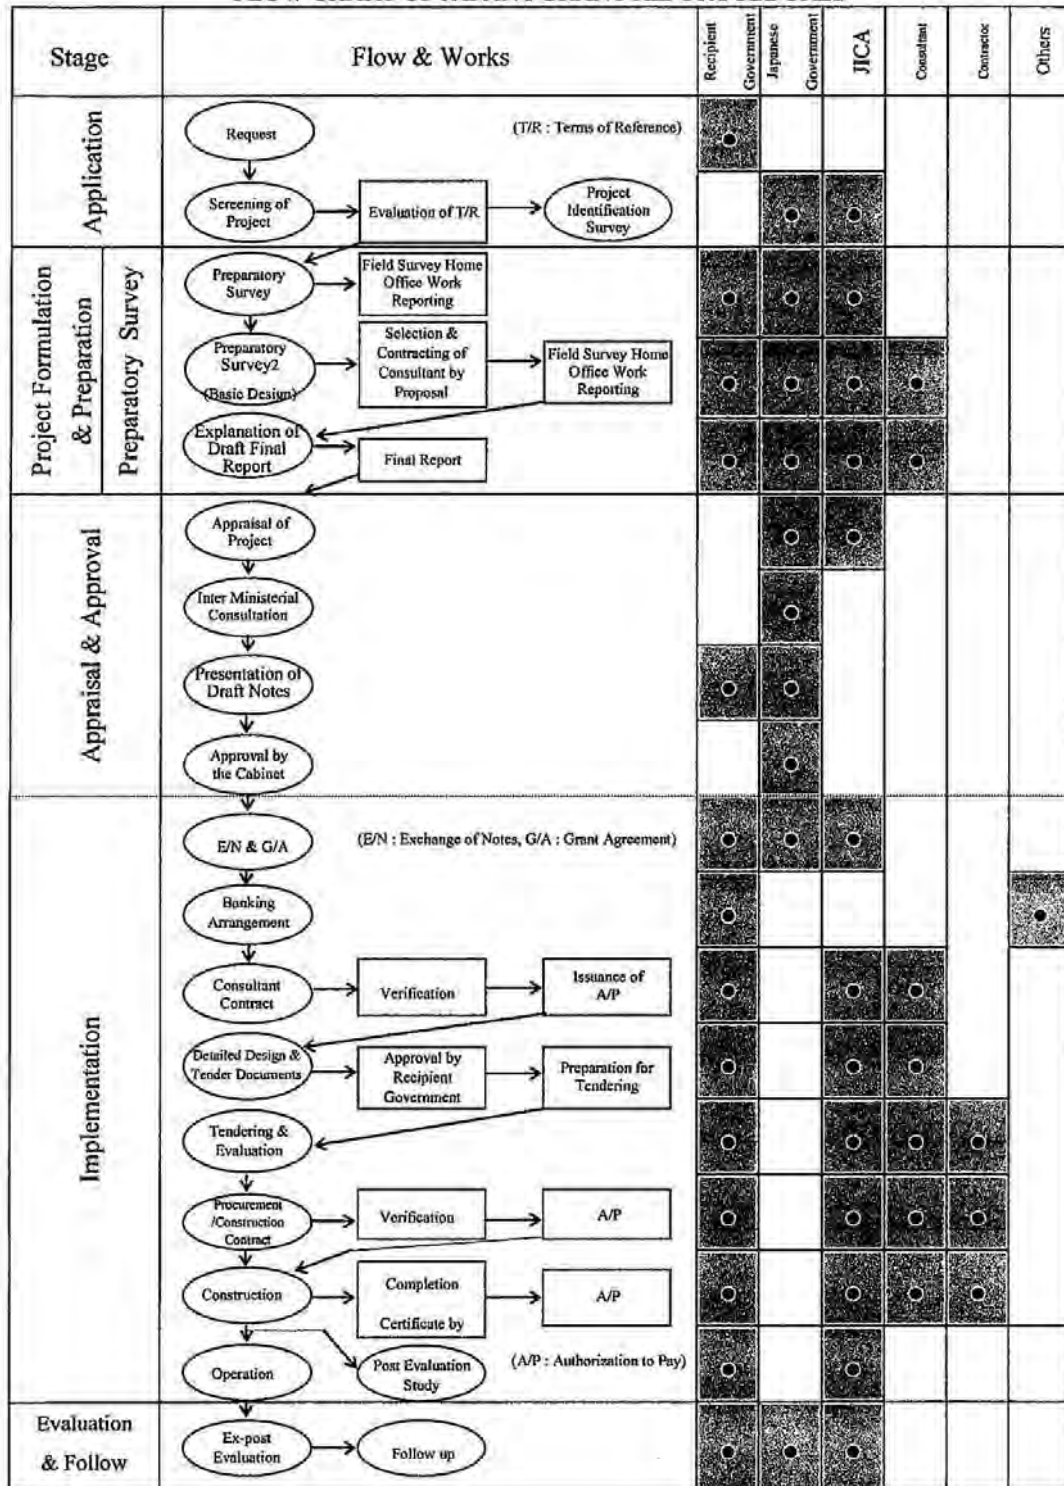 Stage
Flow & Works
Recipient
Government
Japanese
Government
JICA
Consultant
Contractor
Others
Application
Request
(T/R : Terms of Reference)
Screening of
Project
Evaluation of T/R
Project
Identification
Survey
Project Formulation
& Preparation
Preparatory Survey
Preparatory
Survey
Field Survey Home
Office Work
Reporting
Preparatory
Survey2
(Basic Design)
Selection &
Contracting of
Consultant by
Proposal
Field Survey Home
Office Work
Reporting
Explanation of
Draft Final
Report
Final Report
Appraisal & Approval
Appraisal of
Project
Inter Ministerial
Consultation
Presentation of
Draft Notes
Approval by
the Cabinet
Implementation
E/N & G/A
(E/N : Exchange of Notes, G/A : Grant Agreement)
Banking
Arrangement
Consultant
Contract
Verification
Issuance of
A/P
Detailed Design &
Tender Documents
Approval by
Recipient
Government
Preparation for
Tendering
Tendering &
Evaluation
Procurement
/Construction
Contract
Verification
A/P
Construction
Completion
Certificate by
A/P
Operation
Post Evaluation
Study
(A/P : Authorization to Pay)
Evaluation
& Follow
Ex-post
Evaluation
Follow up